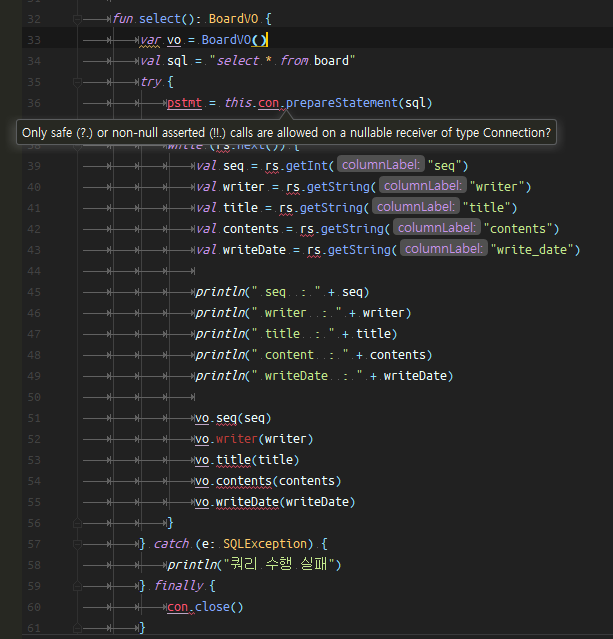 32 fun select(): BoardVO {
33 var vo = BoardVO()
34 val sql = "select * from board"
35 try {
36 pstmt = this.con.prepareStatement(sql)
Only safe (?.) or non-null asserted (!!.) calls are allowed on a nullable receiver of type Connection?
38 while (rs.next()) {
39 val seq = rs.getInt( columnLabel: "seq")
40 val writer = rs.getString( columnLabel: "writer")
41 val title = rs.getString( columnLabel: "title")
42 val contents = rs.getString( columnLabel: "contents")
43 val writeDate = rs.getString( columnLabel: "write_date")
44
45 println(" seq : " + seq)
46 println(" writer : " + writer)
47 println(" title : " + title)
48 println(" content : " + contents)
49 println(" writeDate : " + writeDate)
50
51 vo.seq(seq)
52 vo.writer(writer)
53 vo.title(title)
54 vo.contents(contents)
55 vo.writeDate(writeDate)
56 }
57 } catch (e: SQLException) {
58 println("쿼리 수행 실패")
59 } finally {
60 con.close()
61 }